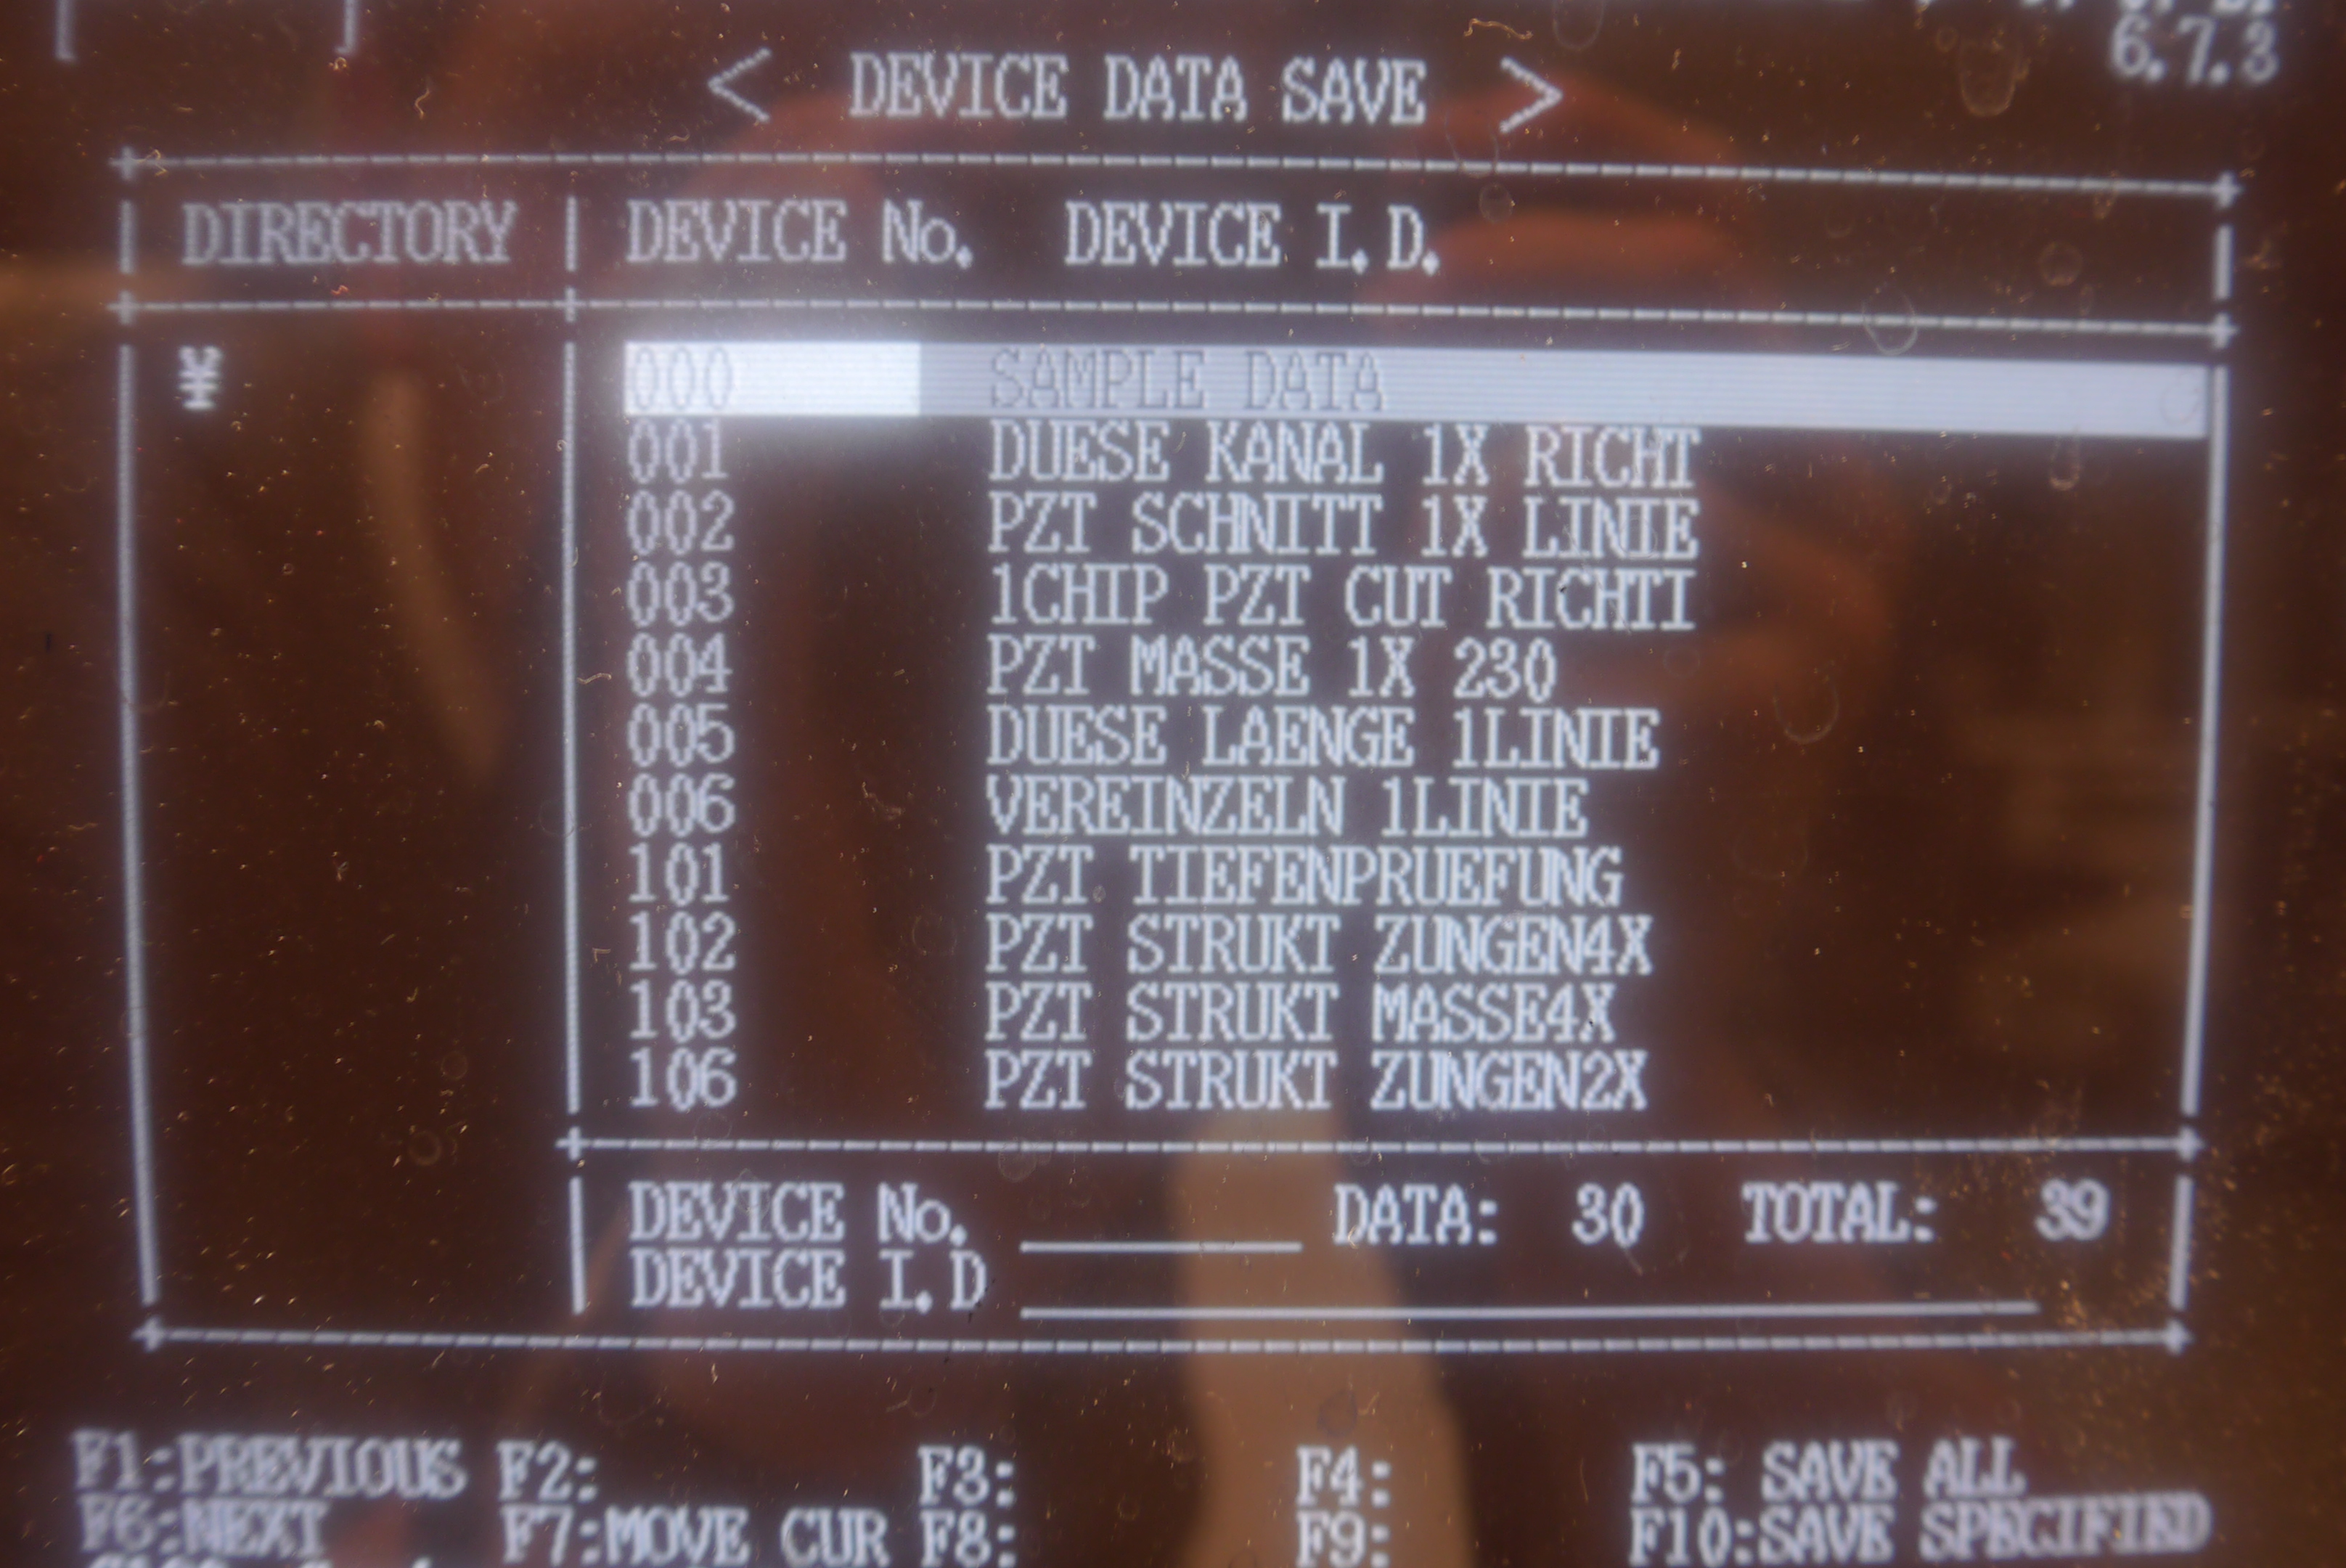 6.7.3
< DEVICE DATA SAVE >
DIRECTORY DEVICE No. DEVICE I.D.
¥ 000 SAMPLE DATA
001 DUESE KANAL 1X RICHT
002 PZT SCHNITT 1X LINIE
003 1CHIP PZT CUT RICHTI
004 PZT MASSE 1X 230
005 DUESE LAENGE 1LINIE
006 VEREINZELN 1LINIE
101 PZT TIEFENPRUEFUNG
102 PZT STRUKT ZUNGEN4X
103 PZT STRUKT MASSE4X
106 PZT STRUKT ZUNGEN2X
DEVICE No. DATA: 30 TOTAL: 39
DEVICE I.D
F1:PREVIOUS F2: F3: F4: F5: SAVE ALL
F6:NEXT F7:MOVE CUR F8: F9: F10:SAVE SPECIFIED